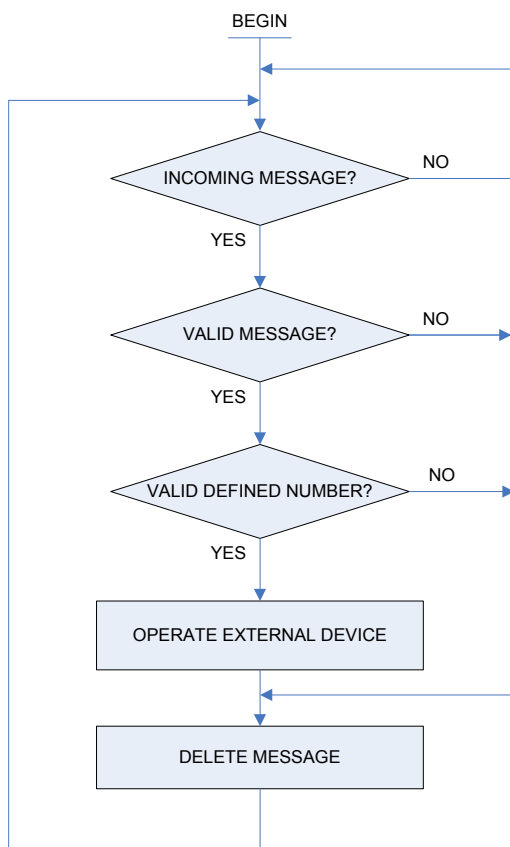 BEGIN
INCOMING MESSAGE?
NO
YES
VALID MESSAGE?
NO
YES
VALID DEFINED NUMBER?
NO
YES
OPERATE EXTERNAL DEVICE
DELETE MESSAGE